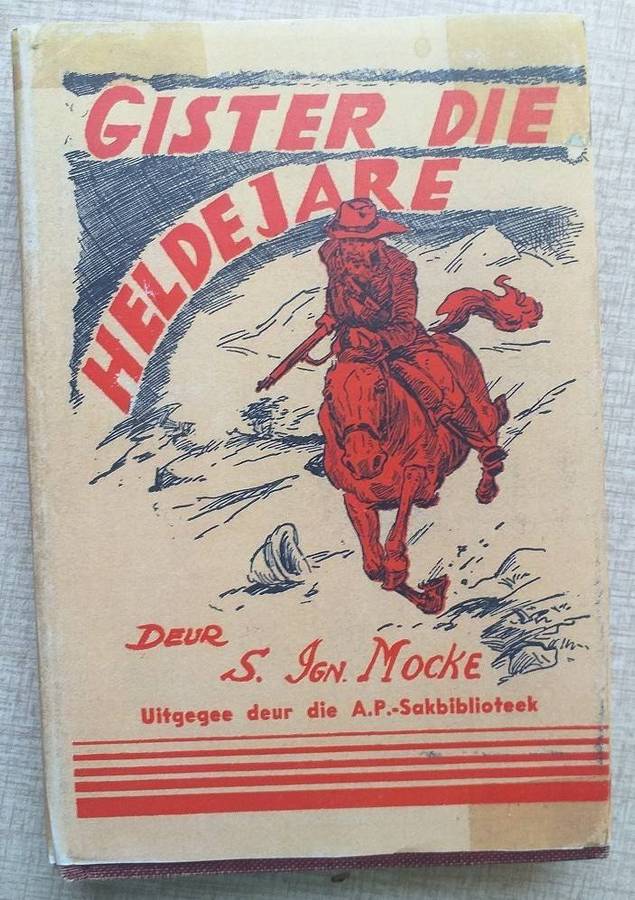 GISTER DIE
HELDEJARE
DEUR
S. IGN. MOCKE
Uitgegee deur die A.P.-Sakbiblioteek